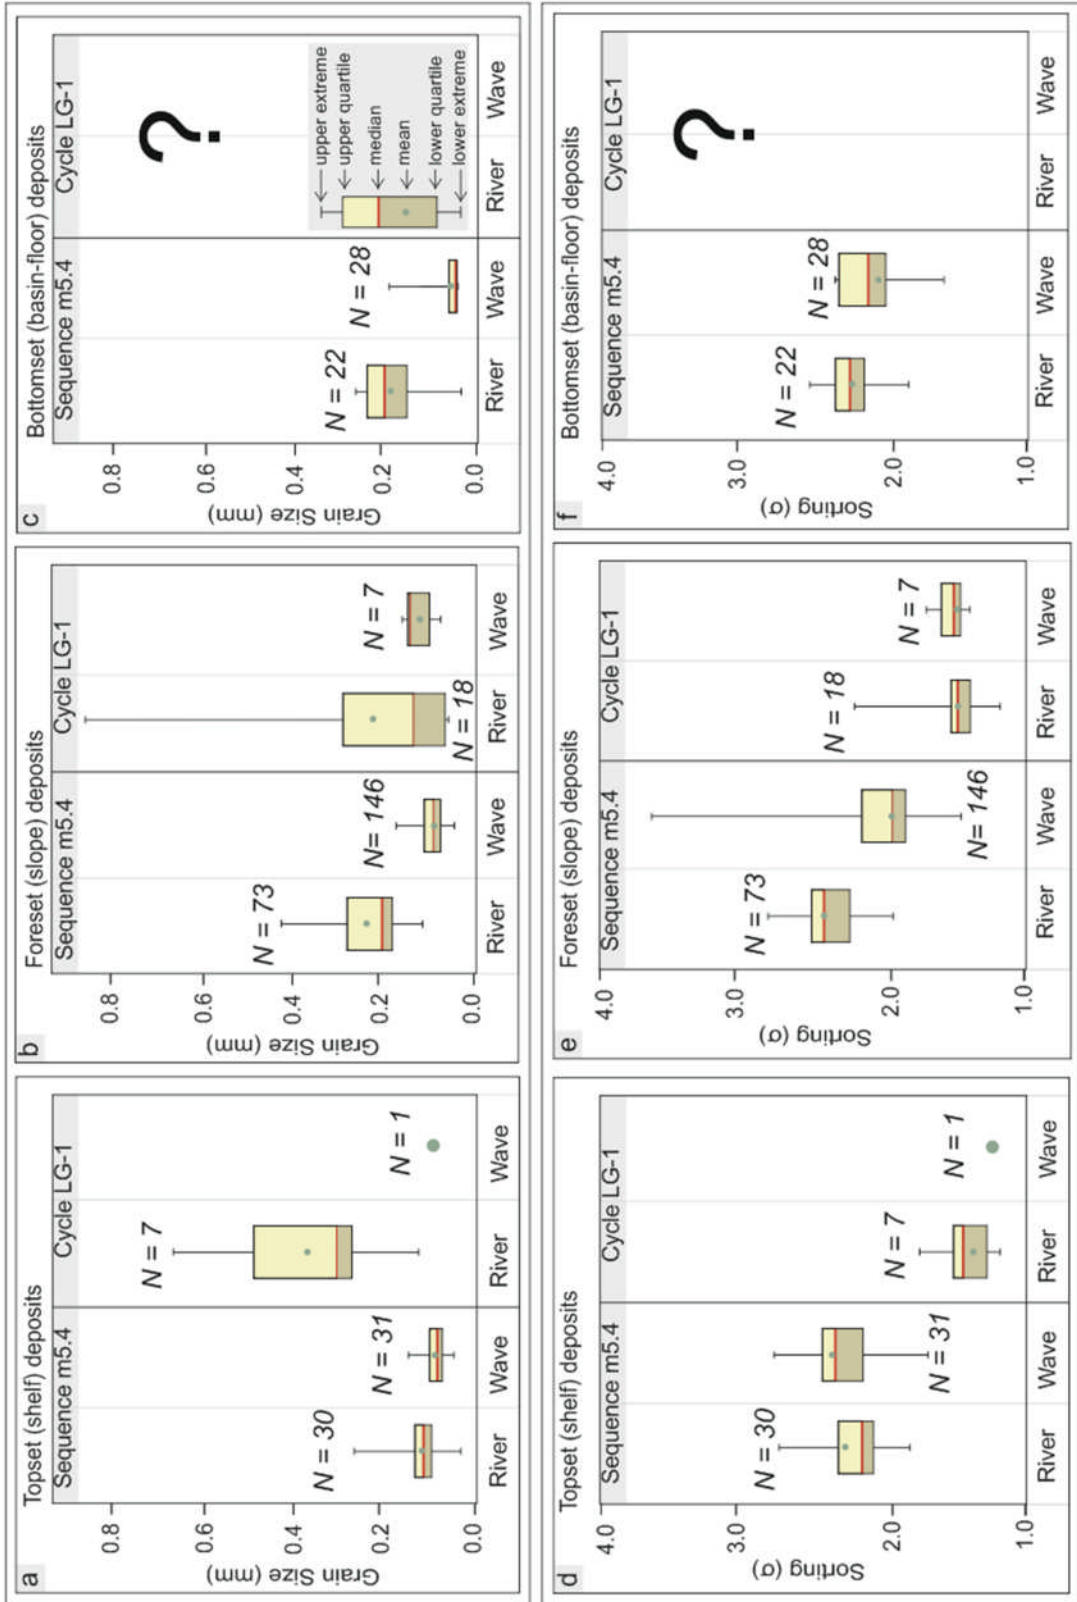 a
Topset (shelf) deposits
Sequence m5.4
Cycle LG-1
0.8
0.6
0.4
0.2
0.0
Grain Size (mm)
N = 30
N = 31
N = 7
N = 1
River
Wave
River
Wave
b
Foreset (slope) deposits
Sequence m5.4
Cycle LG-1
0.8
0.6
0.4
0.2
0.0
Grain Size (mm)
N = 73
N= 146
N = 18
N = 7
River
Wave
River
Wave
c
Bottomset (basin-floor) deposits
Sequence m5.4
Cycle LG-1
0.8
0.6
0.4
0.2
0.0
Grain Size (mm)
N = 22
N = 28
?
upper extreme
upper quartile
median
mean
lower quartile
lower extreme
River
Wave
River
Wave
d
Topset (shelf) deposits
Sequence m5.4
Cycle LG-1
4.0
3.0
2.0
1.0
Sorting (σ)
N = 30
N = 31
N = 7
N = 1
River
Wave
River
Wave
e
Foreset (slope) deposits
Sequence m5.4
Cycle LG-1
4.0
3.0
2.0
1.0
Sorting (σ)
N = 73
N= 146
N = 18
N = 7
River
Wave
River
Wave
f
Bottomset (basin-floor) deposits
Sequence m5.4
Cycle LG-1
4.0
3.0
2.0
1.0
Sorting (σ)
N = 22
N = 28
?
River
Wave
River
Wave